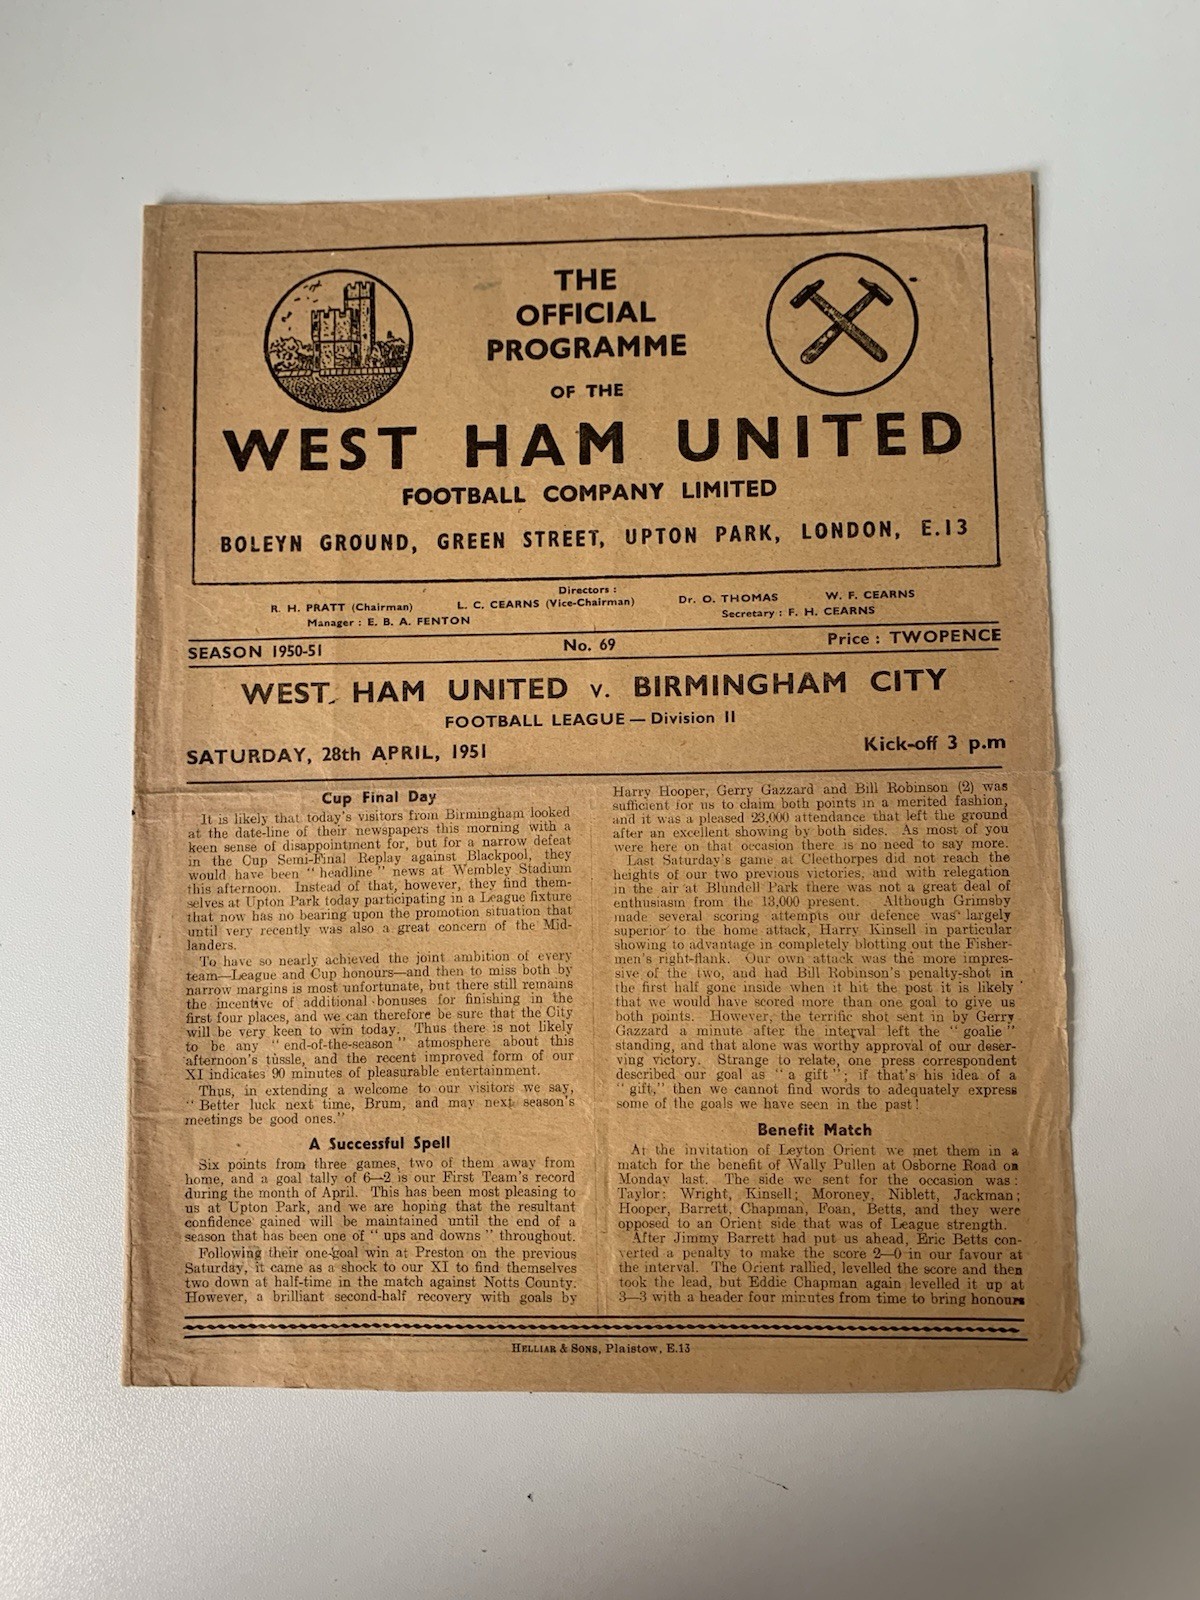 THE
OFFICIAL
PROGRAMME
OF THE
WEST HAM UNITED
FOOTBALL COMPANY LIMITED
BOLEYN GROUND, GREEN STREET, UPTON PARK, LONDON, E.13
Directors :
R. H. PRATT (Chairman) L. C. CEARNS (Vice-Chairman) Dr. O. THOMAS W. F. CEARNS
Manager : E. B. A. FENTON Secretary : F. H. CEARNS
SEASON 1950-51 No. 69 Price : TWOPENCE
WEST HAM UNITED v. BIRMINGHAM CITY
FOOTBALL LEAGUE — Division II
SATURDAY, 28th APRIL, 1951 Kick-off 3 p.m
Cup Final Day
It is likely that today's visitors from Birmingham looked
at the date-line of their newspapers this morning with a
keen sense of disappointment for, but for a narrow defeat
in the Cup Semi-Final Replay against Blackpool, they
would have been " headline " news at Wembley Stadium
this afternoon. Instead of that, however, they find them-
selves at Upton Park today participating in a League fixture
that now has no bearing upon the promotion situation that
until very recently was also a great concern of the Mid-
landers.
To have so nearly achieved the joint ambition of every
team—League and Cup honours—and then to miss both by
narrow margins is most unfortunate, but there still remains
the incentive of additional bonuses for finishing in the
first four places, and we can therefore be sure that the City
will be very keen to win today. Thus there is not likely
to be any " end-of-the-season " atmosphere about this
afternoon's tussle, and the recent improved form of our
XI indicates 90 minutes of pleasurable entertainment.
Thus, in extending a welcome to our visitors we say,
" Better luck next time, Brum, and may next season's
meetings be good ones."
A Successful Spell
Six points from three games, two of them away from
home, and a goal tally of 6—2 is our First Team's record
during the month of April. This has been most pleasing to
us at Upton Park, and we are hoping that the resultant
confidence gained will be maintained until the end of a
season that has been one of " ups and downs " throughout.
Following their one-goal win at Preston on the previous
Saturday, it came as a shock to our XI to find themselves
two down at half-time in the match against Notts County.
However, a brilliant second-half recovery with goals by
Harry Hooper, Gerry Gazzard and Bill Robinson (2) was
sufficient for us to claim both points in a merited fashion,
and it was a pleased 23,000 attendance that left the ground
after an excellent showing by both sides. As most of you
were here on that occasion there is no need to say more.
Last Saturday's game at Cleethorpes did not reach the
heights of our two previous victories, and with relegation
in the air at Blundell Park there was not a great deal of
enthusiasm from the 13,000 present. Although Grimsby
made several scoring attempts our defence was largely
superior to the home attack, Harry Kinsell in particular
showing to advantage in completely blotting out the Fisher-
men's right-flank. Our own attack was the more impres-
sive of the two, and had Bill Robinson's penalty-shot in
the first half gone inside when it hit the post it is likely
that we would have scored more than one goal to give us
both points. However, the terrific shot sent in by Gerry
Gazzard a minute after the interval left the " goalie "
standing, and that alone was worthy approval of our deser-
ving victory. Strange to relate, one press correspondent
described our goal as " a gift " ; if that's his idea of a
" gift," then we cannot find words to adequately express
some of the goals we have seen in the past !
Benefit Match
At the invitation of Leyton Orient we met them in a
match for the benefit of Wally Pullen at Osborne Road on
Monday last. The side we sent for the occasion was :
Taylor; Wright, Kinsell; Moroney, Niblett, Jackman;
Hooper, Barrett, Chapman, Foan, Betts, and they were
opposed to an Orient side that was of League strength.
After Jimmy Barrett had put us ahead, Eric Betts con-
verted a penalty to make the score 2—0 in our favour at
the interval. The Orient rallied, levelled the score and then
took the lead, but Eddie Chapman again levelled it up at
3—3 with a header four minutes from time to bring honours
HELLIAR & SONS, Plaistow, E.13